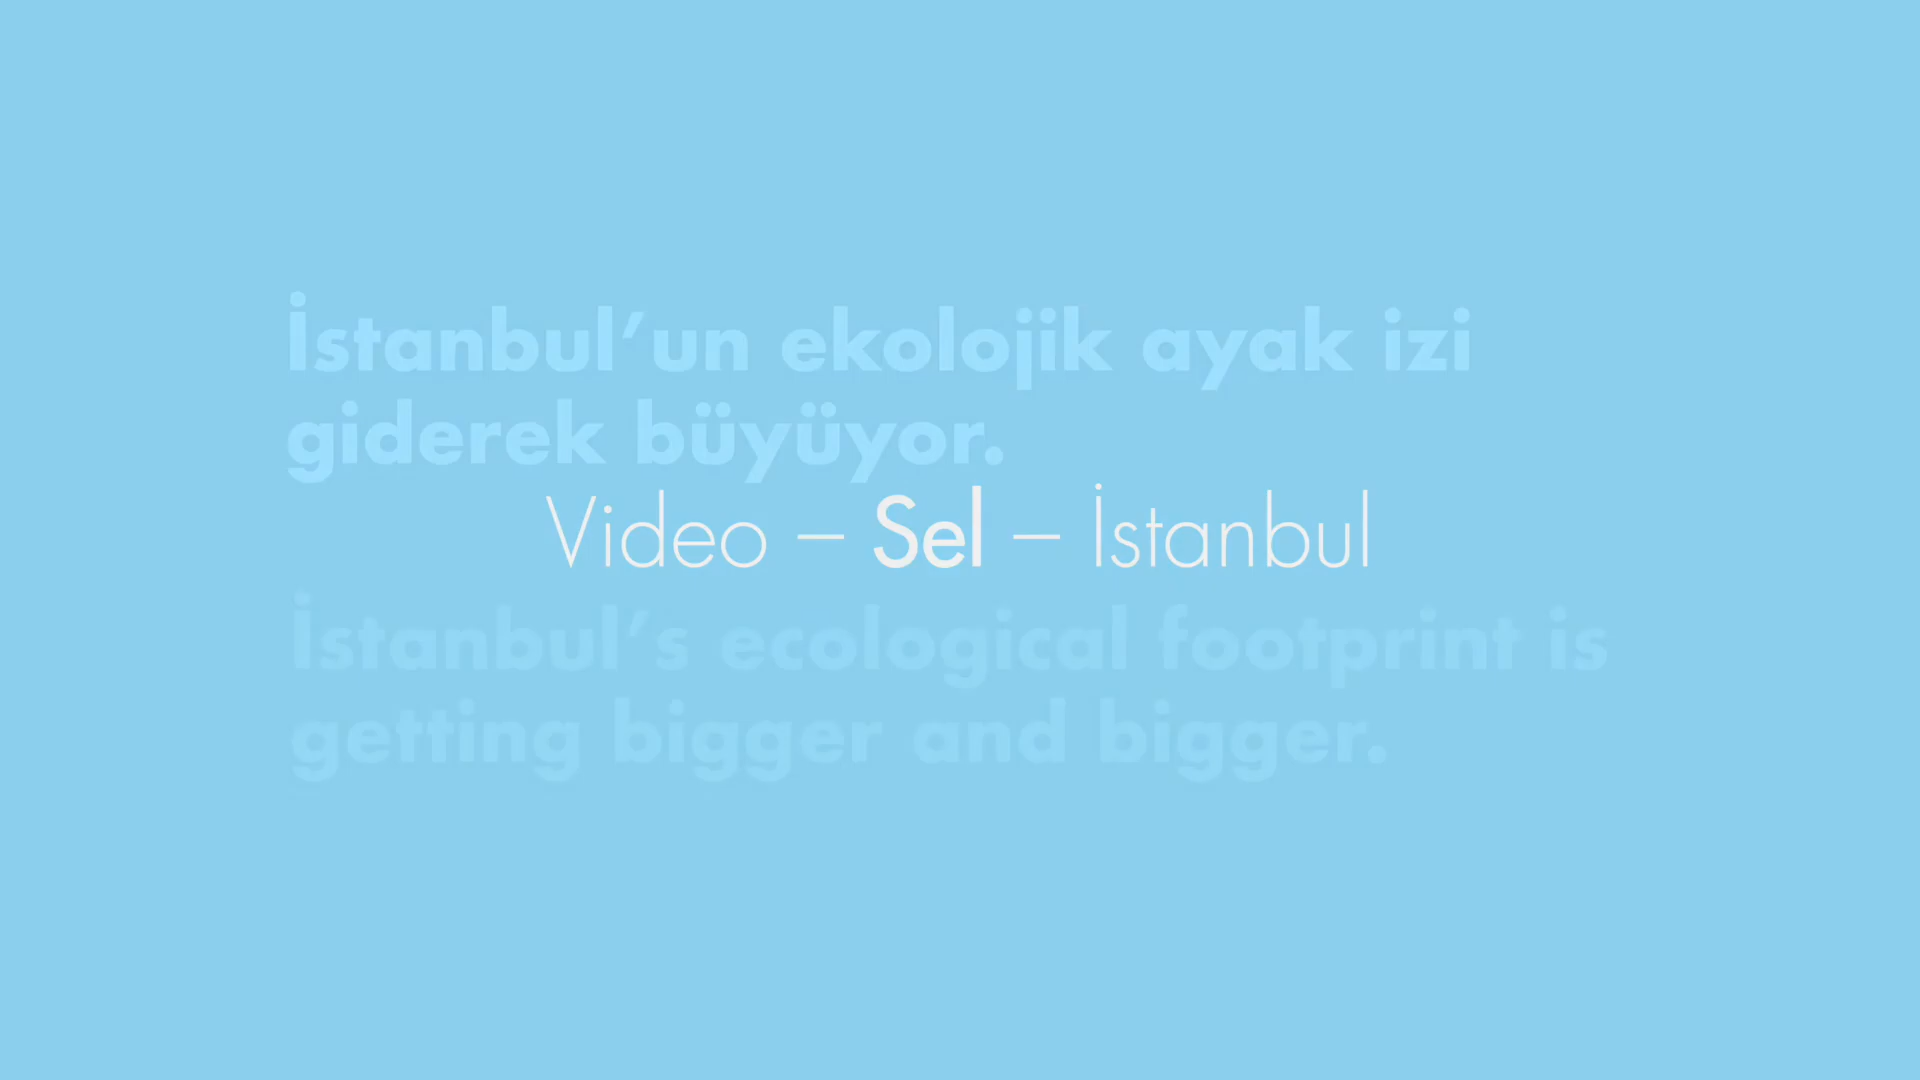 İstanbul’un ekolojik ayak izi
giderek büyüyor.
Video – Sel – İstanbul
İstanbul’s ecological footprint is
getting bigger and bigger.